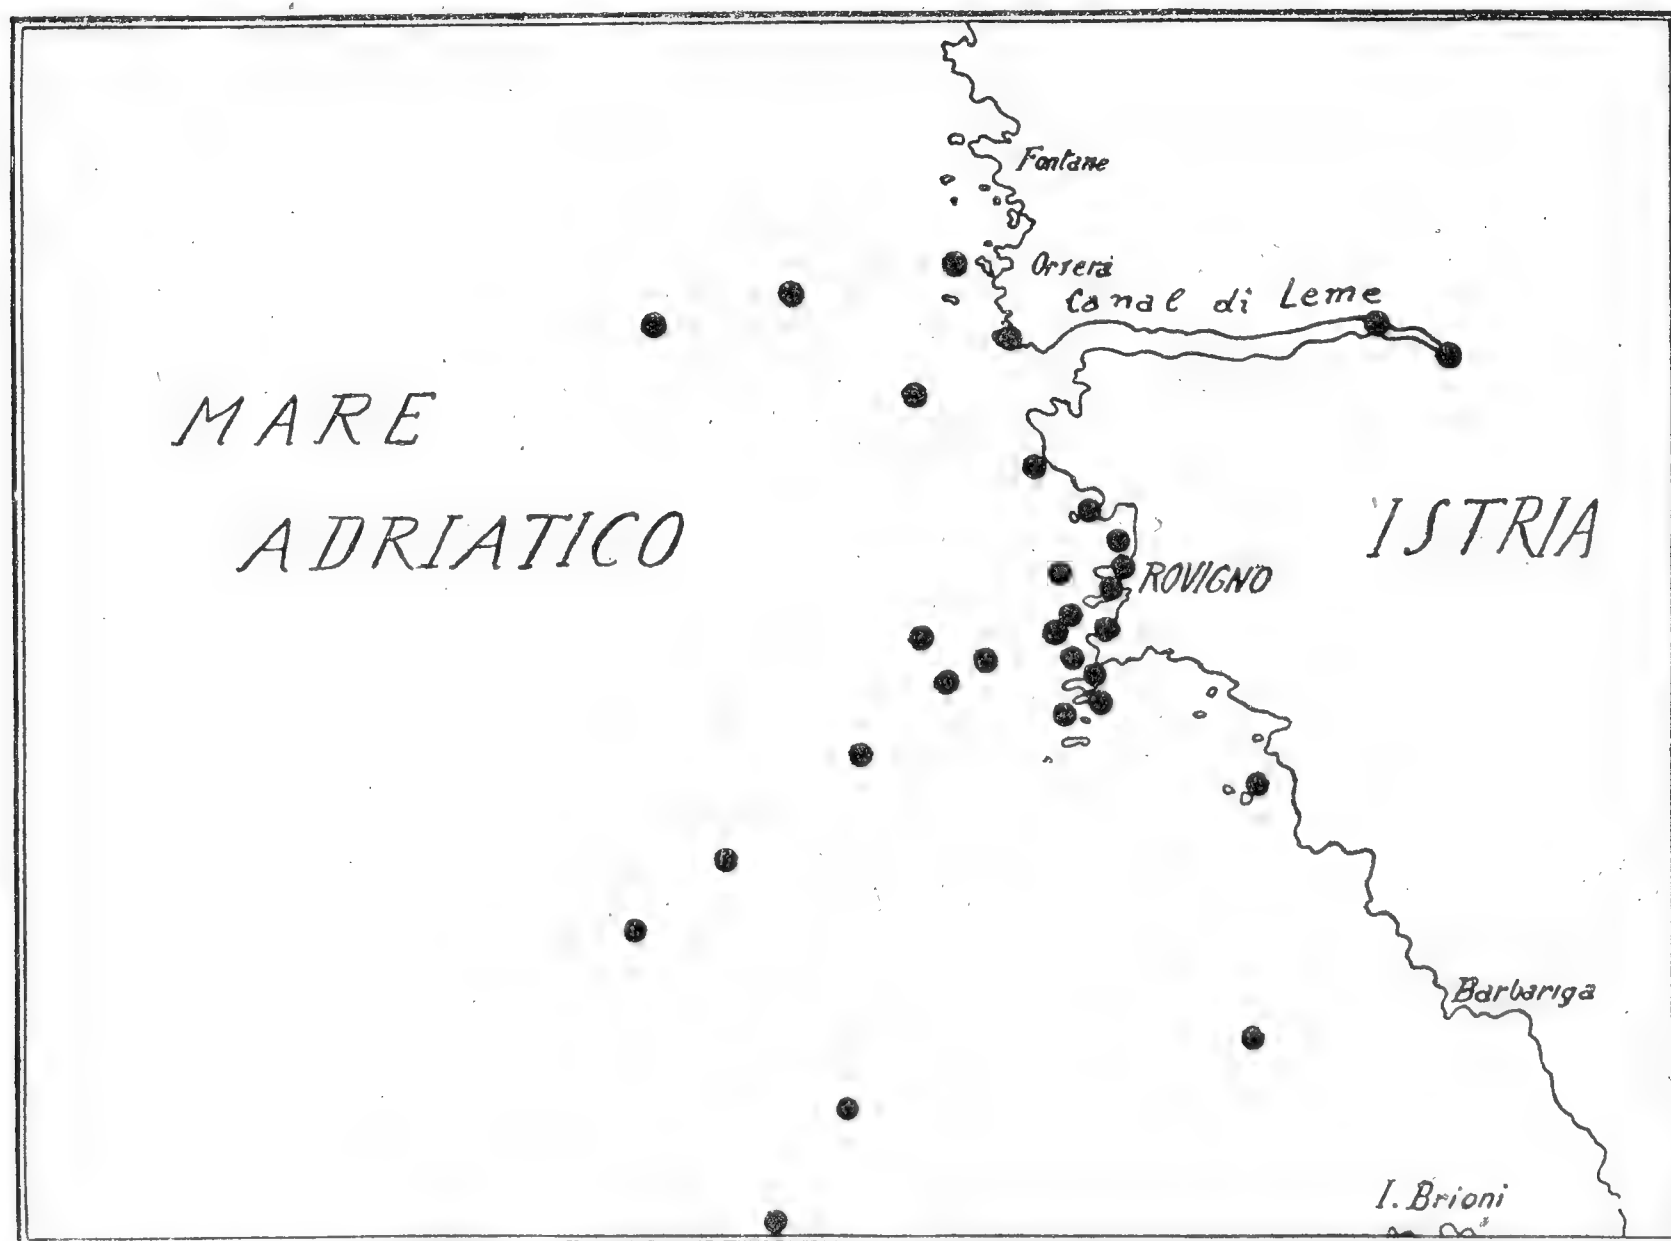 Fontane
Orsera
Canal di Leme
MARE
ADRIATICO
ISTRIA
ROVIGNO
Barbariga
I. Brioni